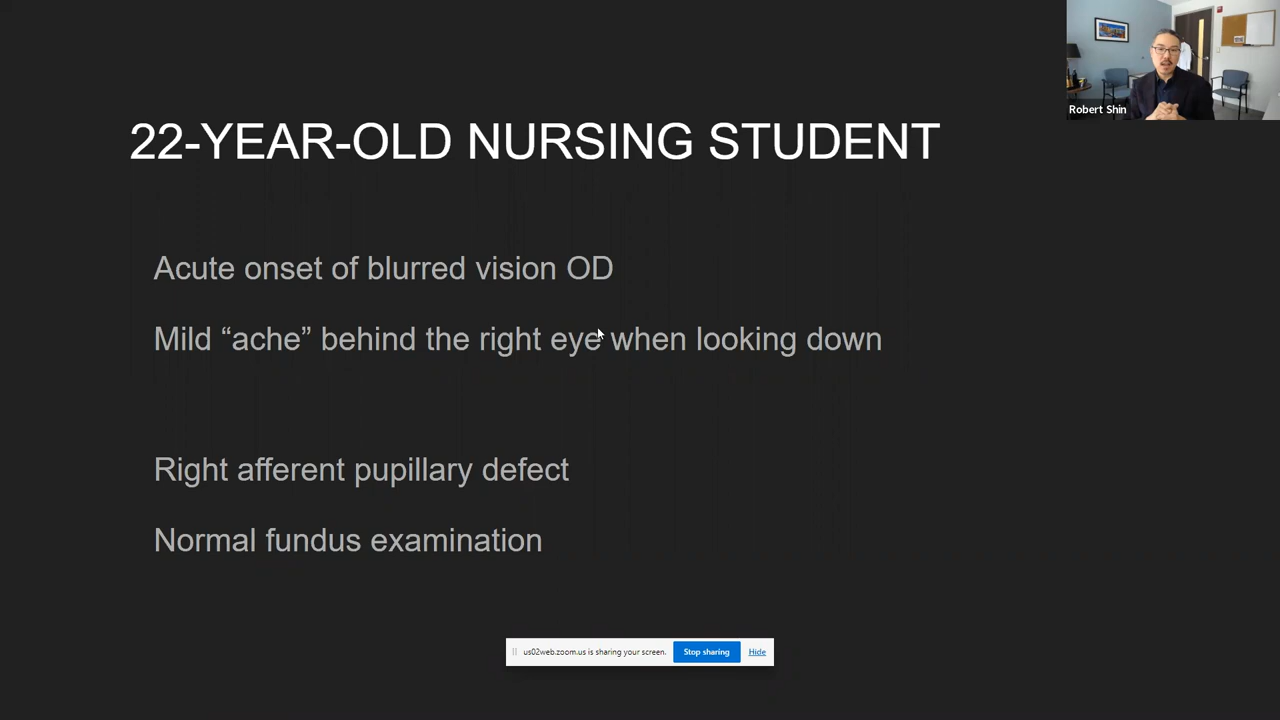 Robert Shin
22-YEAR-OLD NURSING STUDENT
Acute onset of blurred vision OD
Mild “ache” behind the right eye when looking down
Right afferent pupillary defect
Normal fundus examination
us02web.zoom.us is sharing your screen.
Stop sharing
Hide